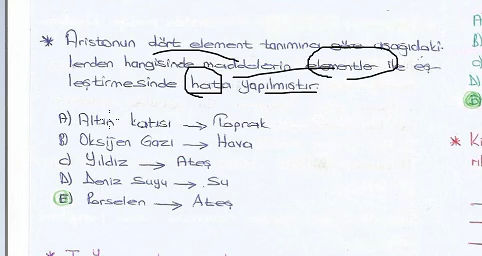 * Aristonun dört element tanımına göre aşağıdaki-
lerden hangisinde maddelerin elementler ile eş-
leştirmesinde hata yapılmıştır.
A) Altın katısı → Toprak
B) Oksijen Gazı → Hava
C) Yıldız → Ateş
D) Deniz suyu → Su
E) Porselen → Ateş
A
B)
C)
D)
E
* Ki